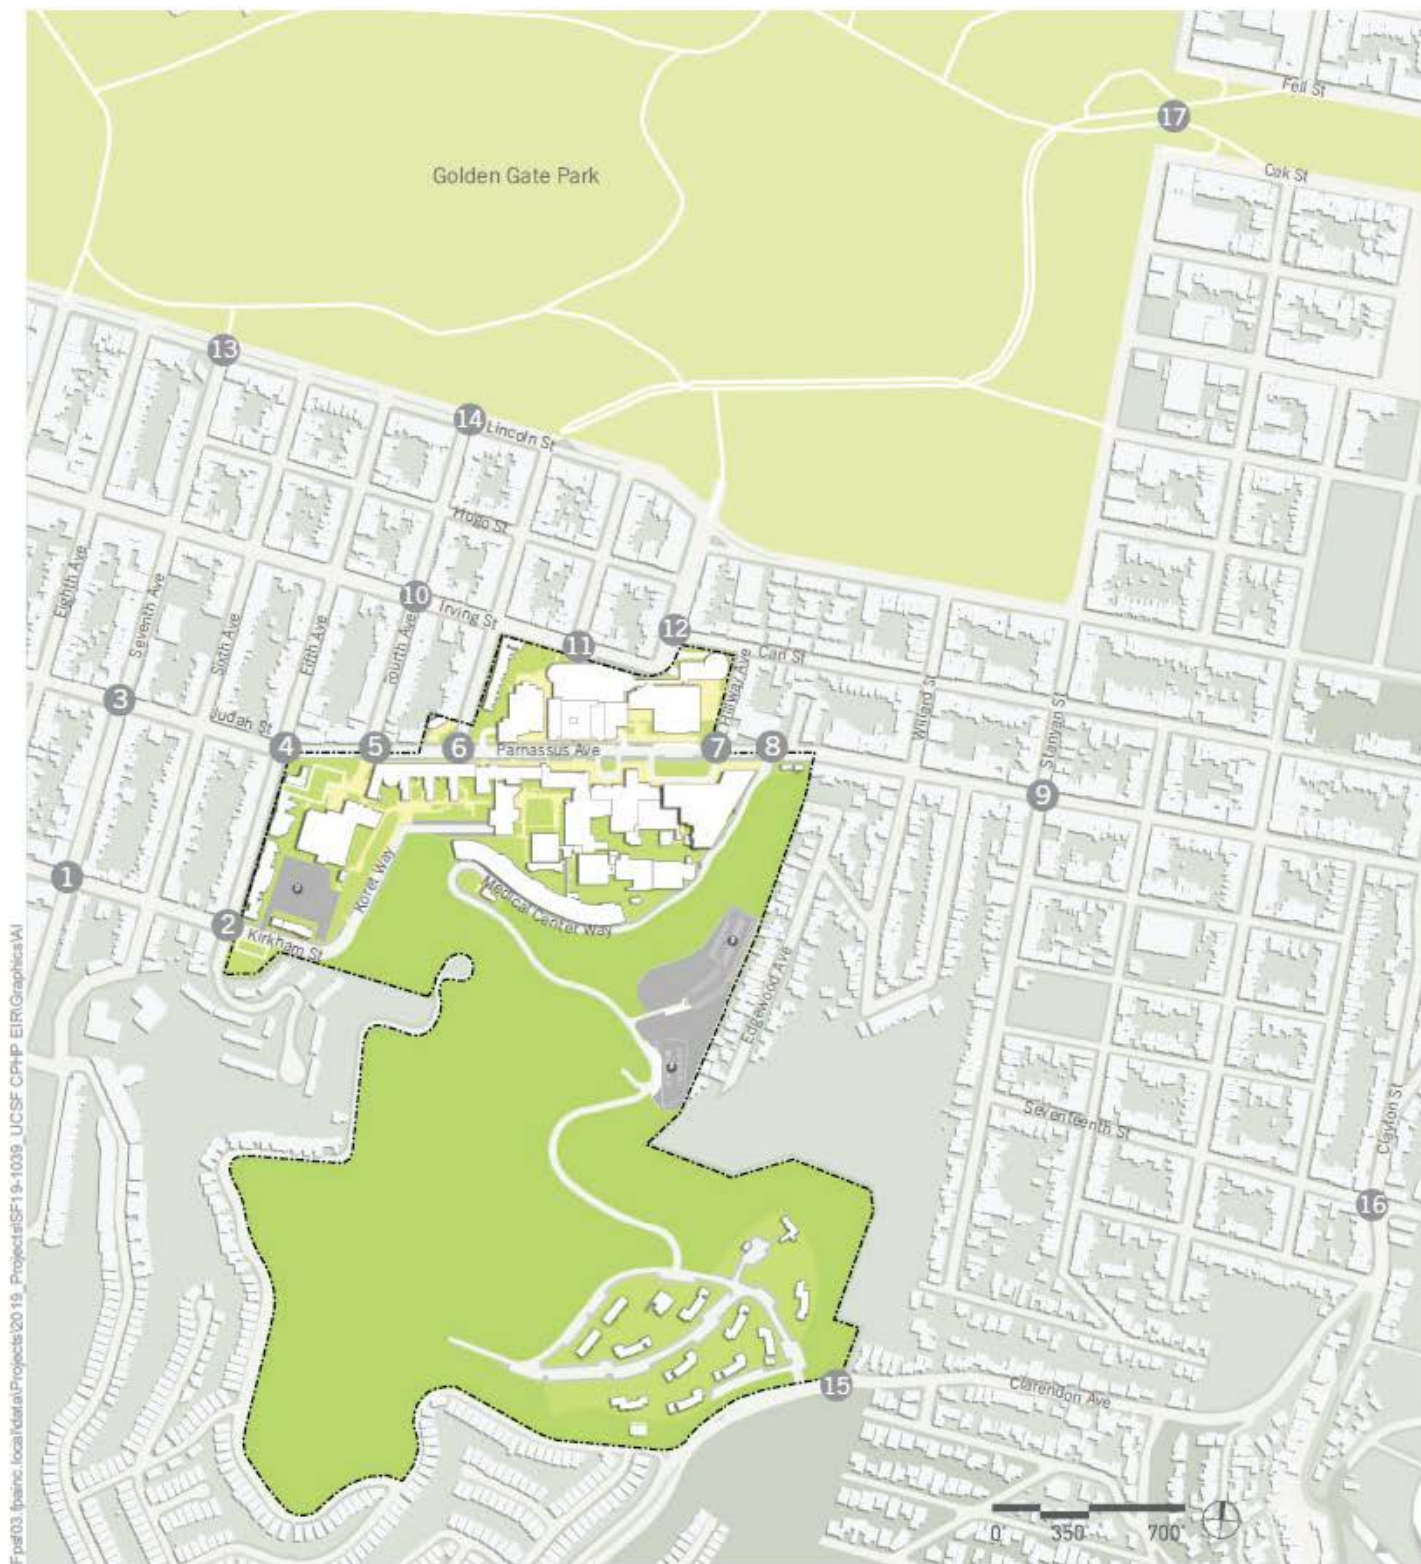 Fell St
17
Golden Gate Park
Oak St
13
14
Lincoln St
Hugo St
Eighth Ave
Seventh Ave
Sixth Ave
Fifth Ave
10
Irving St
11
12
Carl St
Hillway Ave
Willard St
Stanyan St
3
Judah St
4
5
6
Parnassus Ave
7
8
9
1
2
Kirkham St
Koret Way
Medical Center Way
Edgewood Ave
Seventeenth St
Clayton St
16
15
Clarendon Ave
0 350 700'